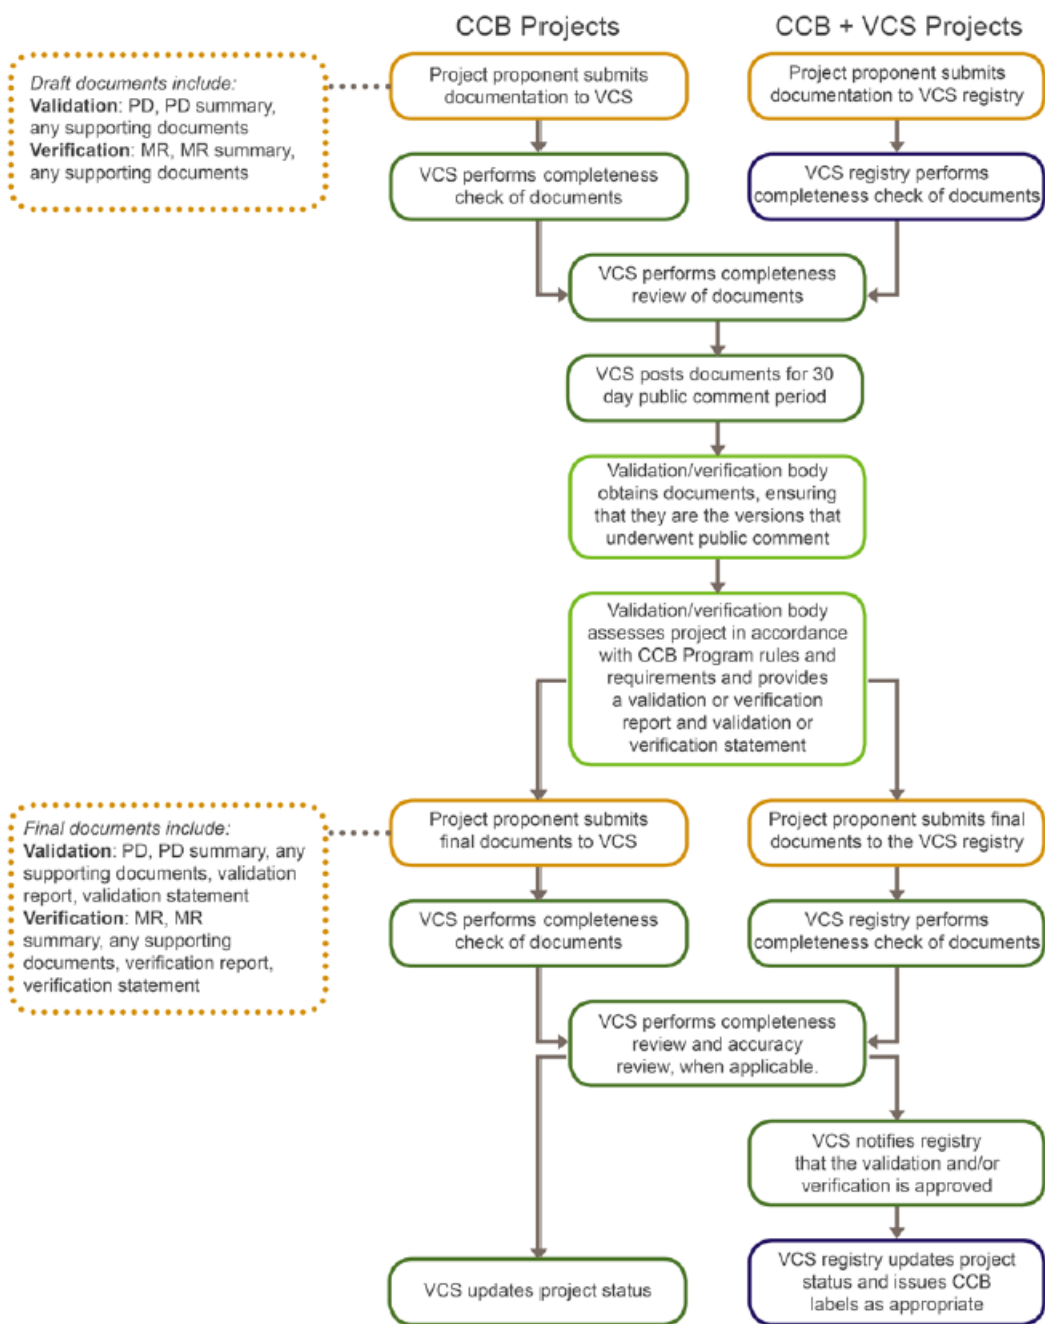 CCB Projects
CCB + VCS Projects
Draft documents include:
Validation: PD, PD summary,
any supporting documents
Verification: MR, MR summary,
any supporting documents
Project proponent submits
documentation to VCS
Project proponent submits
documentation to VCS registry
VCS performs completeness
check of documents
VCS registry performs
completeness check of documents
VCS performs completeness
review of documents
VCS posts documents for 30
day public comment period
Validation/verification body
obtains documents, ensuring
that they are the versions that
underwent public comment
Validation/verification body
assesses project in accordance
with CCB Program rules and
requirements and provides
a validation or verification
report and validation or
verification statement
Final documents include:
Validation: PD, PD summary, any
supporting documents, validation
report, validation statement
Verification: MR, MR
summary, any supporting
documents, verification report,
verification statement
Project proponent submits
final documents to VCS
Project proponent submits final
documents to the VCS registry
VCS performs completeness
check of documents
VCS registry performs
completeness check of documents
VCS performs completeness
review and accuracy
review, when applicable.
VCS notifies registry
that the validation and/or
verification is approved
VCS updates project status
VCS registry updates project
status and issues CCB
labels as appropriate